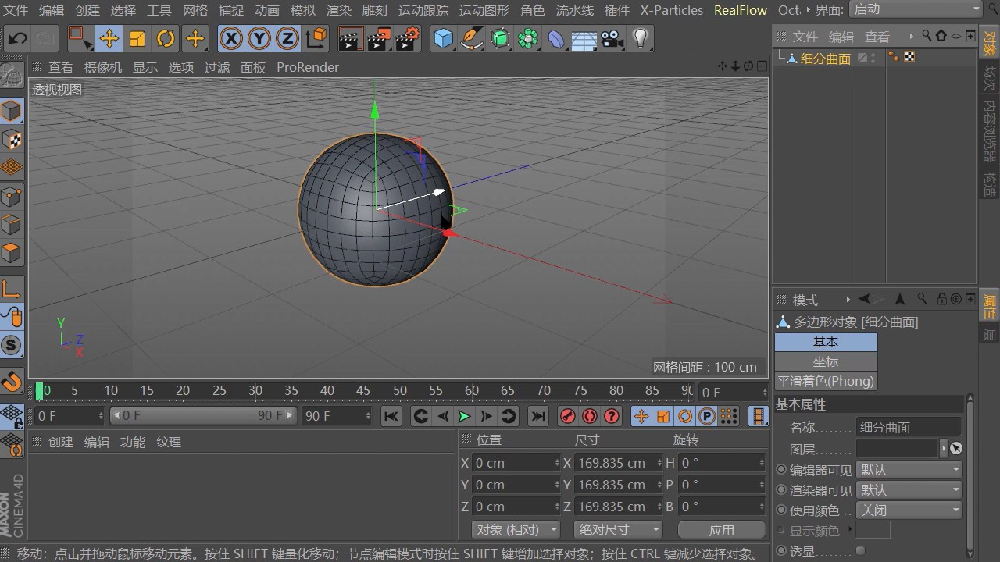 文件 编辑 创建 选择 工具 网格 捕捉 动画 模拟 渲染 雕刻 运动跟踪 运动图形 角色 流水线 插件 X-Particles RealFlow Oct 界面: 启动
X Y Z
文件 编辑 查看
细分曲面
对象
场次
内容浏览器
构造
查看 摄像机 显示 选项 过滤 面板 ProRender
透视视图
Y
Z
X
网格间距 : 100 cm
S
0 5 10 15 20 25 30 35 40 45 50 55 60 65 70 75 80 85 90 0 F
0 F 0 F 90 F 90 F
P
创建 编辑 功能 纹理
位置 尺寸 旋转
X 0 cm X 169.835 cm H 0 °
Y 0 cm Y 169.835 cm P 0 °
Z 0 cm Z 169.835 cm B 0 °
对象 (相对) 绝对尺寸 应用
模式
属性
层
多边形对象 [细分曲面]
基本
坐标
平滑着色(Phong)
基本属性
名称........ 细分曲面
图层........
编辑器可见 默认
渲染器可见 默认
使用颜色 .. 关闭
显示颜色
透显.......
MAXON
CINEMA 4D
移动：点击并拖动鼠标移动元素。按住 SHIFT 键量化移动；节点编辑模式时按住 SHIFT 键增加选择对象；按住 CTRL 键减少选择对象。